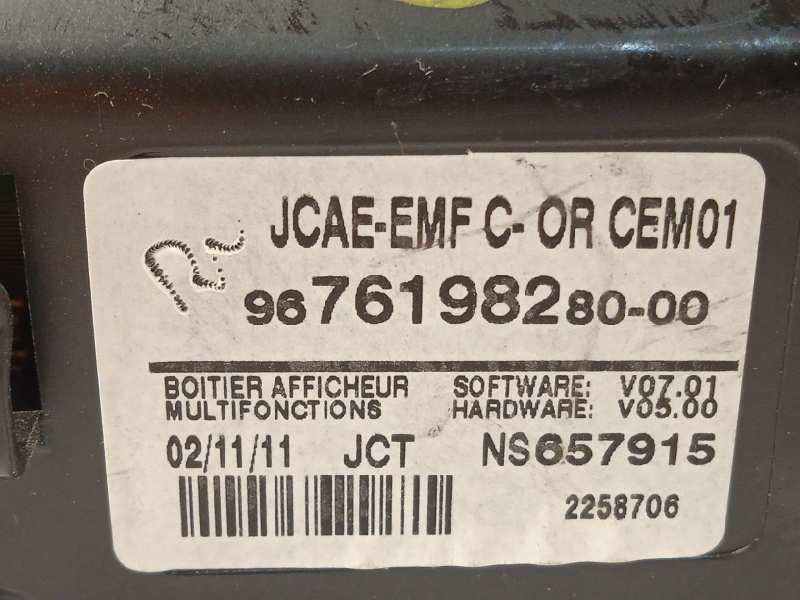 JCAE-EMF C- OR CEM01
9676198280-00
BOITIER AFFICHEUR SOFTWARE: V07.01
MULTIFONCTIONS HARDWARE: V05.00
02/11/11 JCT NS657915
2258706